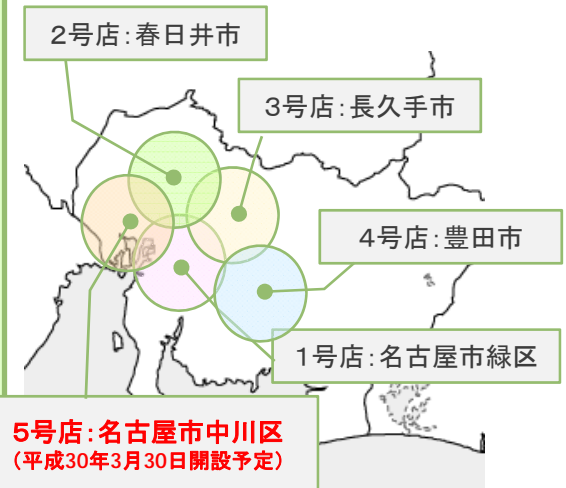 2号店：春日井市
3号店：長久手市
4号店：豊田市
1号店：名古屋市緑区
5号店：名古屋市中川区
（平成30年3月30日開設予定）